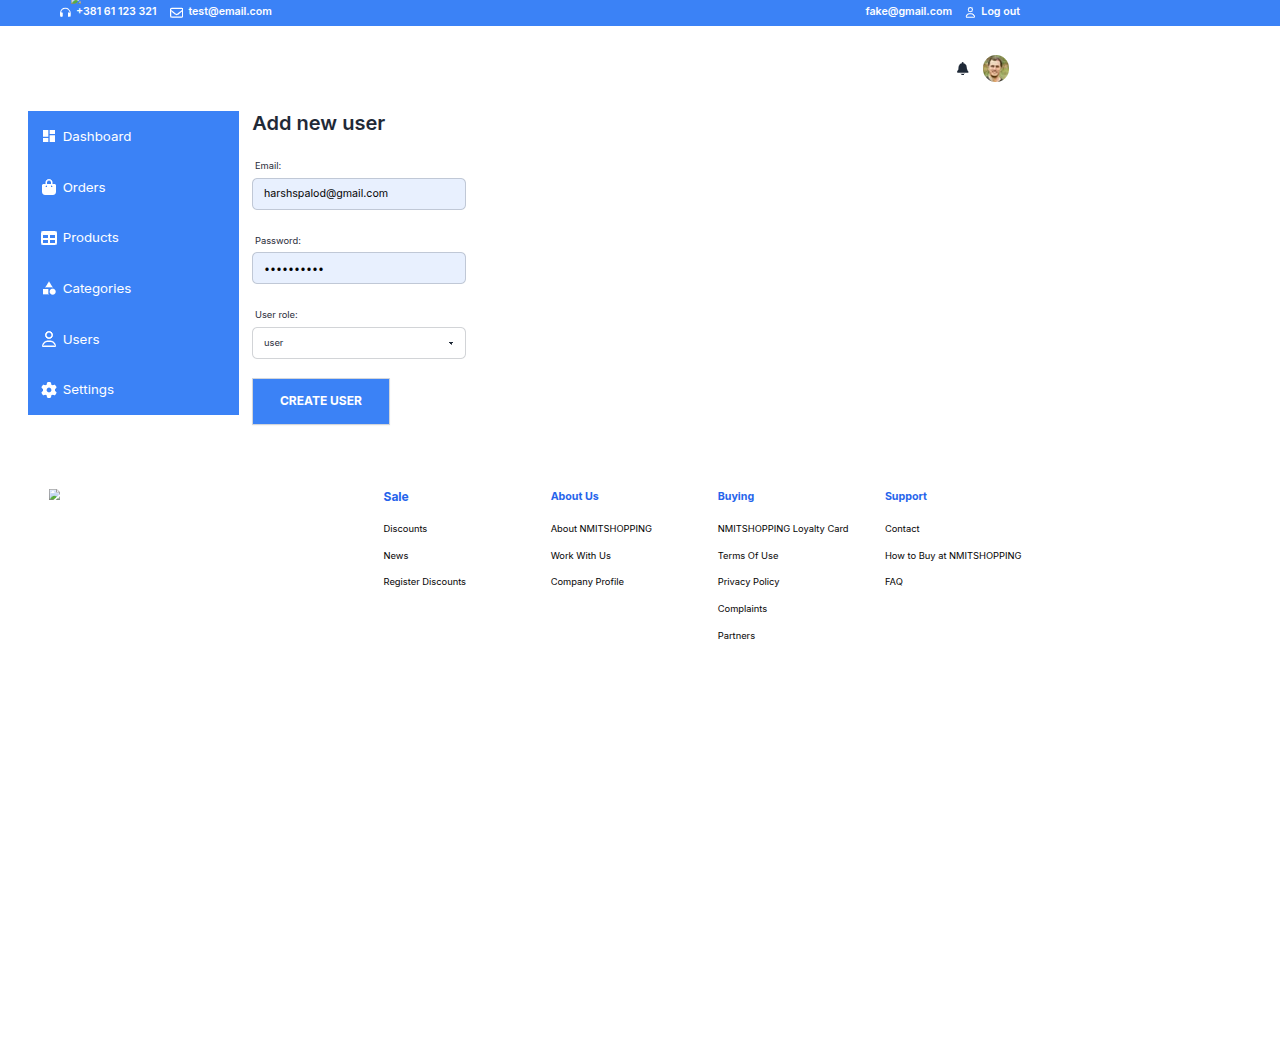 +381 61 123 321 test@email.com fake@gmail.com Log out
Dashboard
Orders
Products
Categories
Users
Settings
Add new user
Email:
harshspalod@gmail.com
Password:
••••••••••
User role:
user
CREATE USER
Sale
Discounts
News
Register Discounts
About Us
About NMITSHOPPING
Work With Us
Company Profile
Buying
NMITSHOPPING Loyalty Card
Terms Of Use
Privacy Policy
Complaints
Partners
Support
Contact
How to Buy at NMITSHOPPING
FAQ